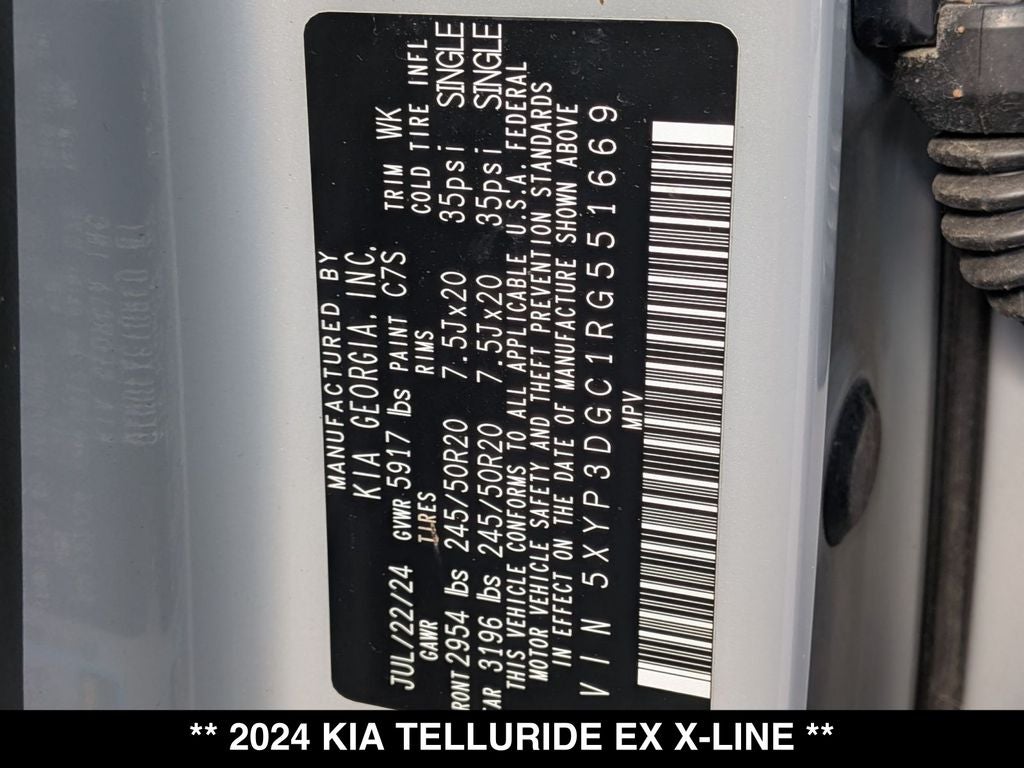 MANUFACTURED BY
KIA GEORGIA, INC.
JUL/22/24 GVWR 5917 lbs PAINT C7S TRIM WK
GAWR TIRES RIMS COLD TIRE INFL
RONT 2954 lbs 245/50R20 7.5Jx20 35psi SINGLE
AR 3196 lbs 245/50R20 7.5Jx20 35psi SINGLE
THIS VEHICLE CONFORMS TO ALL APPLICABLE U.S.A. FEDERAL
MOTOR VEHICLE SAFETY AND THEFT PREVENTION STANDARDS
IN EFFECT ON THE DATE OF MANUFACTURE SHOWN ABOVE
VIN 5XYP3DGC1RG551669
MPV
** 2024 KIA TELLURIDE EX X-LINE **